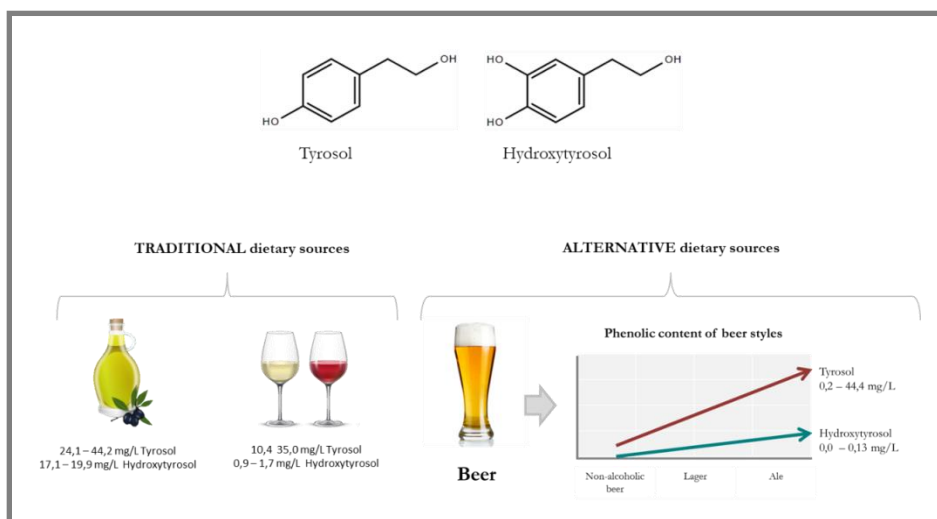 OH
HO
Tyrosol
HO
OH
HO
Hydroxytyrosol
TRADITIONAL dietary sources
24,1 – 44,2 mg/L Tyrosol
17,1 – 19,9 mg/L Hydroxytyrosol
10,4 35,0 mg/L Tyrosol
0,9 – 1,7 mg/L Hydroxytyrosol
ALTERNATIVE dietary sources
Beer
Phenolic content of beer styles
Tyrosol
0,2 – 44,4 mg/L
Hydroxytyrosol
0,0 – 0,13 mg/L
Non-alcoholic
beer
Lager
Ale